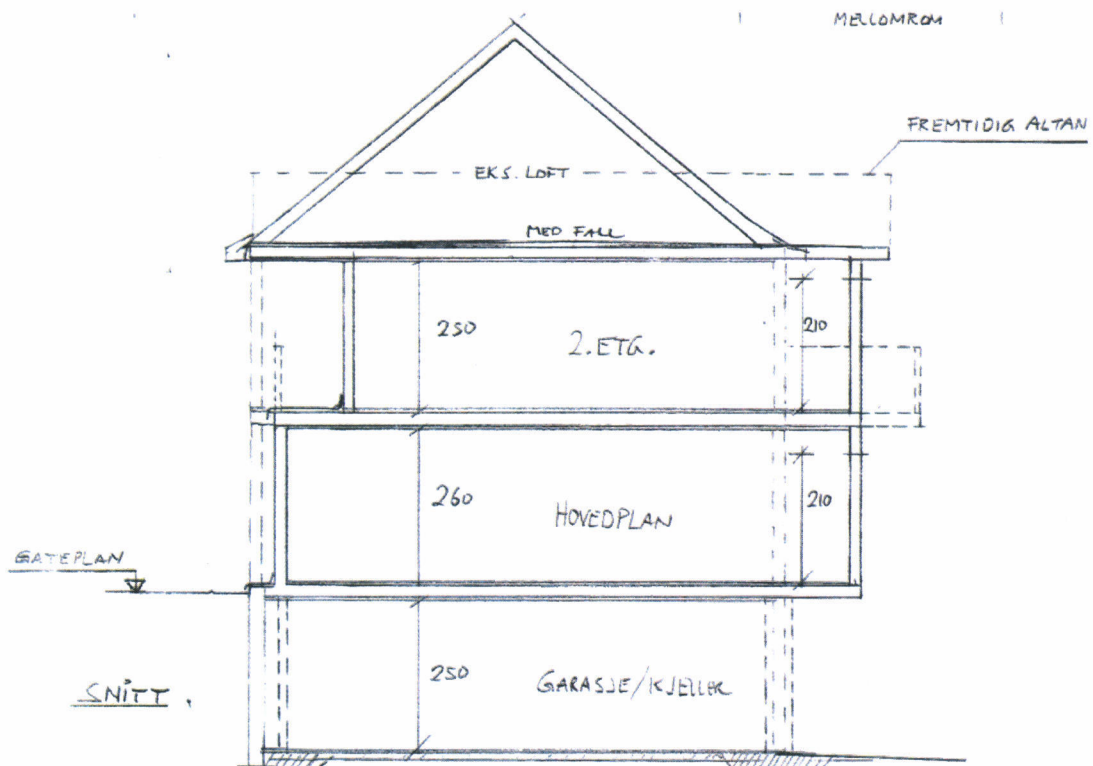 MELLOMROM
FREMTIDIG ALTAN
EKS. LOFT
MED FALL
250
2. ETG.
210
260
HOVEDPLAN
210
GATEPLAN
250
GARASJE/KJELLER
SNITT.